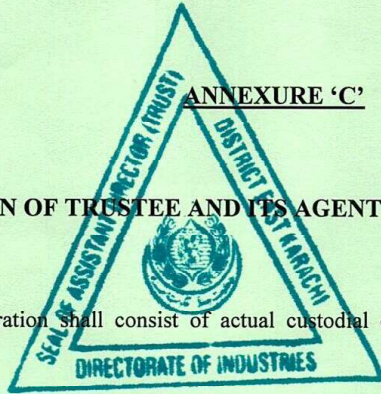 ANNEXURE ‘C’
N OF TRUSTEE AND ITS AGENT
ration shall consist of actual custodial
SEAL OF ASSISTANT DIRECTOR (TRUST)
DISTRICT EAST KARACHI
DIRECTORATE OF INDUSTRIES